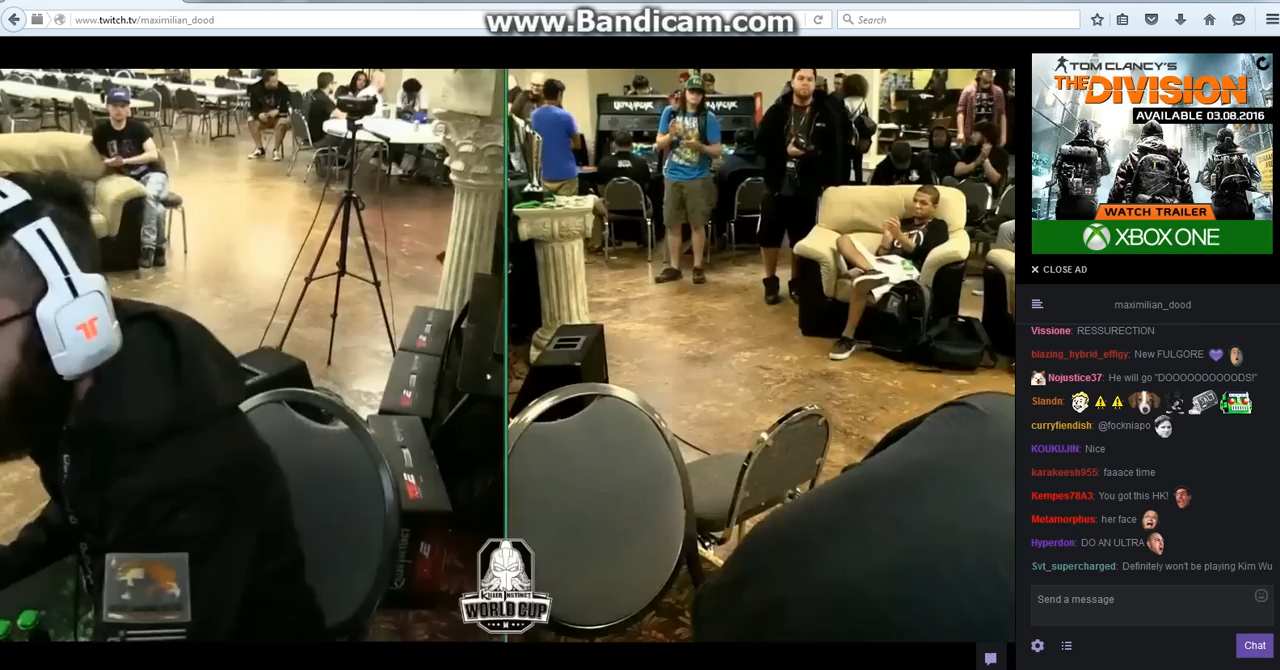 www.twitch.tv/maximilian_dood
www.Bandicam.com
Search
TOM CLANCY'S
THE DIVISION
AVAILABLE 03.08.2016
WATCH TRAILER
XBOX ONE
CLOSE AD
maximilian_dood
Vissione: RESSURECTION
blazing_hybrid_effigy: New FULGORE
Nojustice37: He will go "DOOOOOOOOOODS!"
Slandn:
curryfiendish: @fockniapo
KOUKUJIN: Nice
karakeesh955: faaace time
Kempes78A3: You got this HK!
Metamorphus: her face
Hyperdon: DO AN ULTRA
Svt_supercharged: Definitely won't be playing Kim Wu
Send a message
Chat
KILLER INSTINCT
WORLD CUP